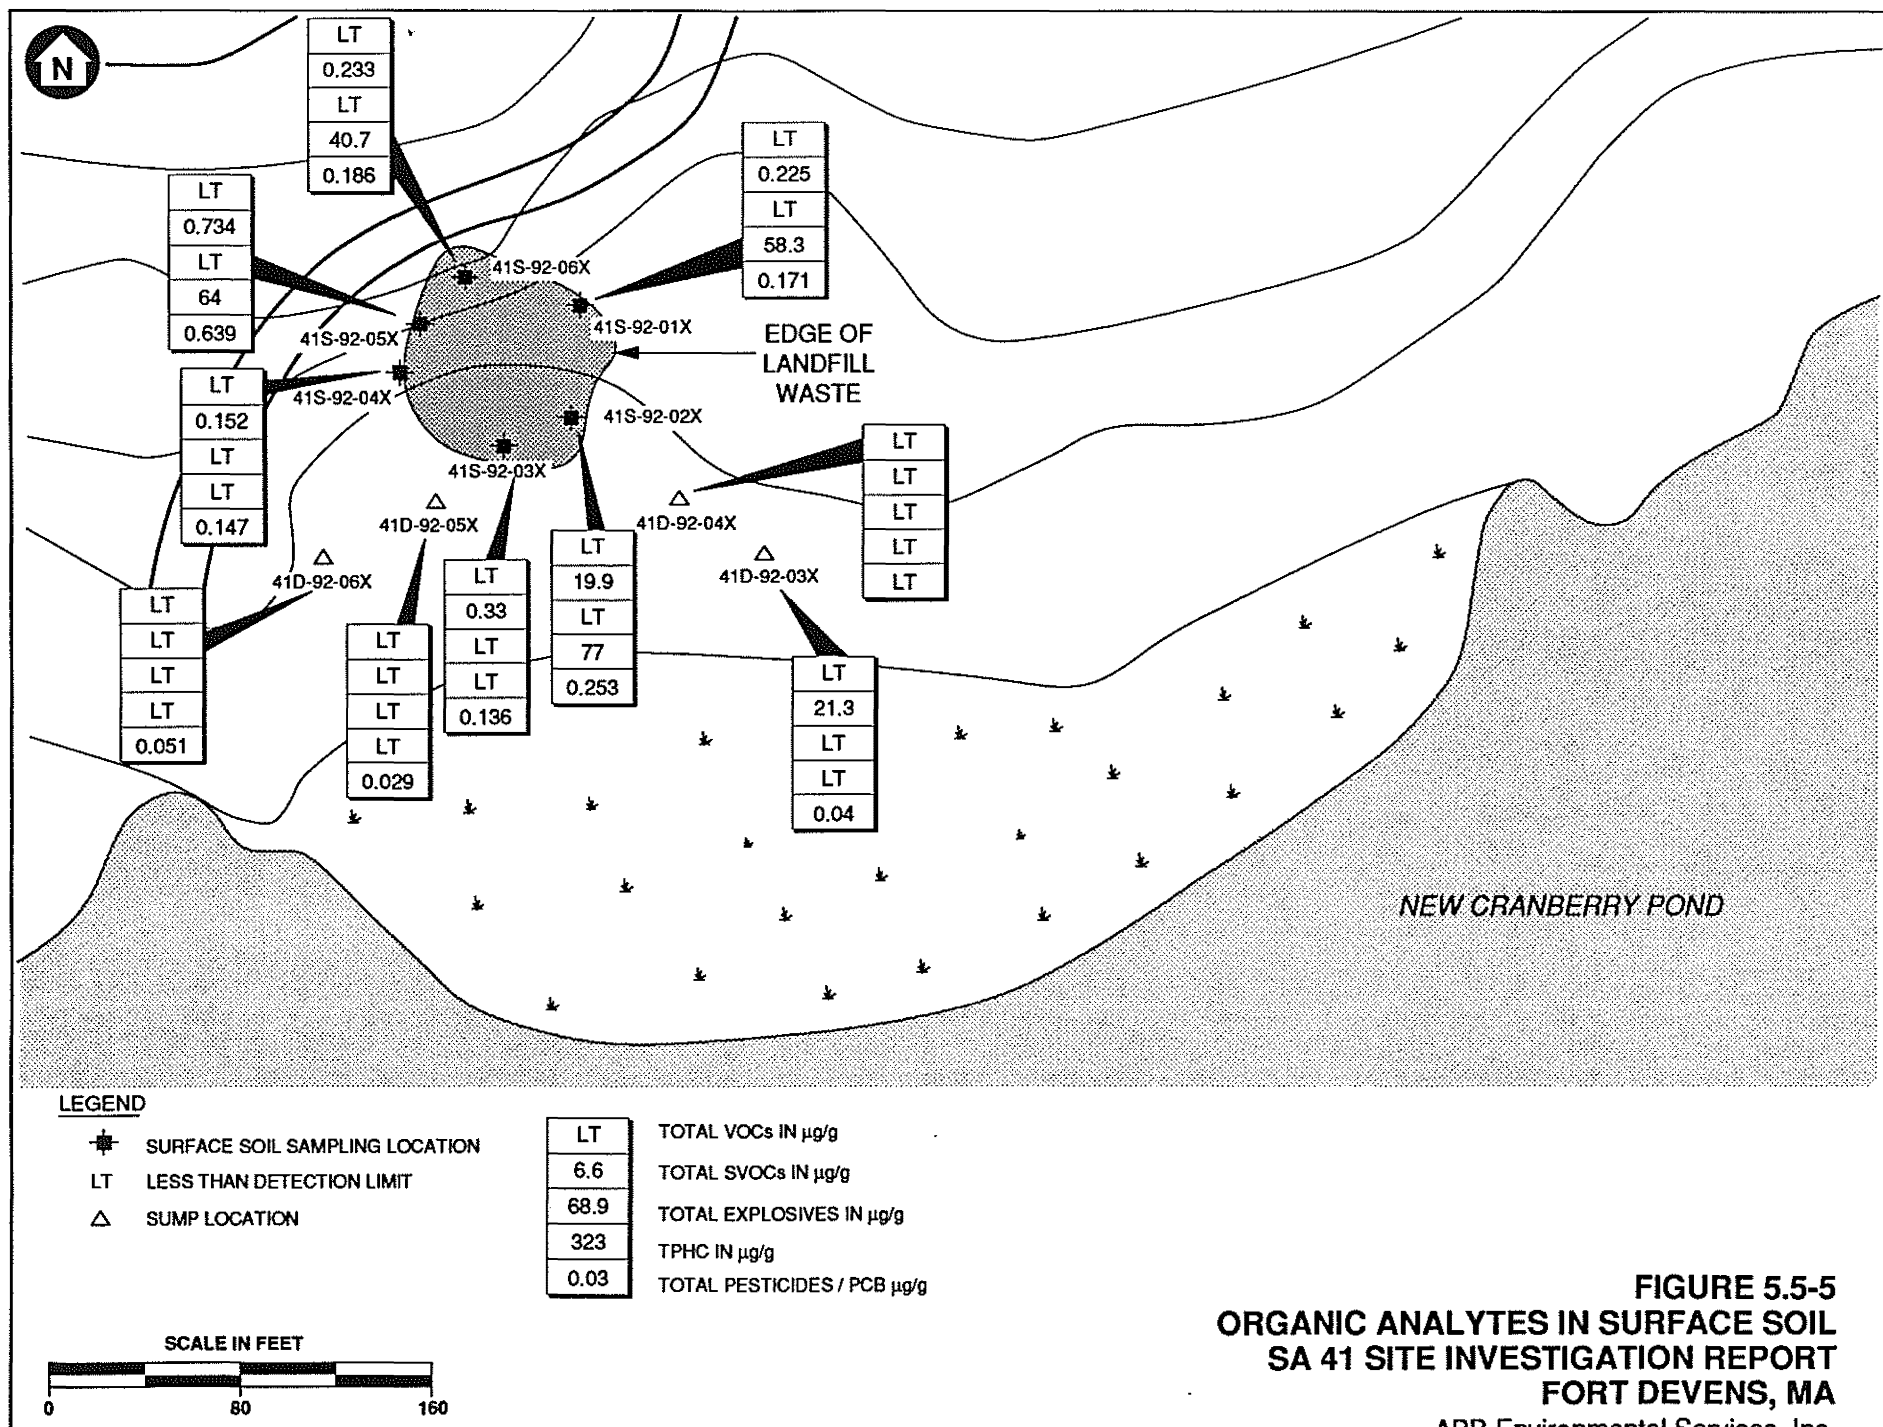 N
LT
0.233
LT
40.7
0.186
LT
0.225
LT
58.3
0.171
LT
0.734
LT
64
0.639
41S-92-06X
41S-92-01X
41S-92-05X
EDGE OF
LANDFILL
WASTE
LT
0.152
LT
LT
0.147
41S-92-04X
41S-92-02X
41S-92-03X
LT
LT
LT
LT
LT
41D-92-05X
41D-92-04X
41D-92-03X
41D-92-06X
LT
LT
LT
LT
0.051
LT
LT
LT
LT
0.029
LT
0.33
LT
LT
0.136
LT
19.9
LT
77
0.253
LT
21.3
LT
LT
0.04
NEW CRANBERRY POND
LEGEND
SURFACE SOIL SAMPLING LOCATION
LT LESS THAN DETECTION LIMIT
SUMP LOCATION
LT TOTAL VOCs IN µg/g
6.6 TOTAL SVOCs IN µg/g
68.9 TOTAL EXPLOSIVES IN µg/g
323 TPHC IN µg/g
0.03 TOTAL PESTICIDES / PCB µg/g
SCALE IN FEET
0 80 160
FIGURE 5.5-5
ORGANIC ANALYTES IN SURFACE SOIL
SA 41 SITE INVESTIGATION REPORT
FORT DEVENS, MA
ABB Environmental Services, Inc.